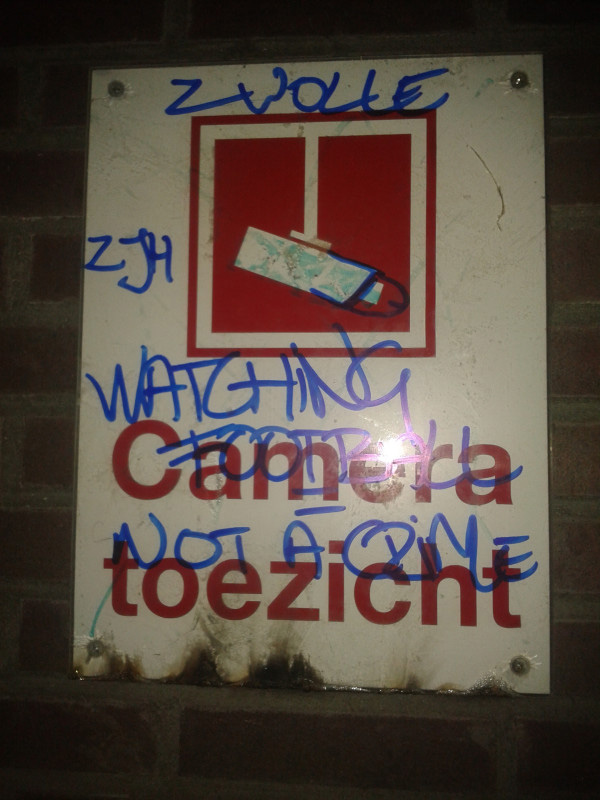 ZWOLLE
ZJH
WATCHING
FOOTBALL
Camera
NOT A CRIME
toezicht